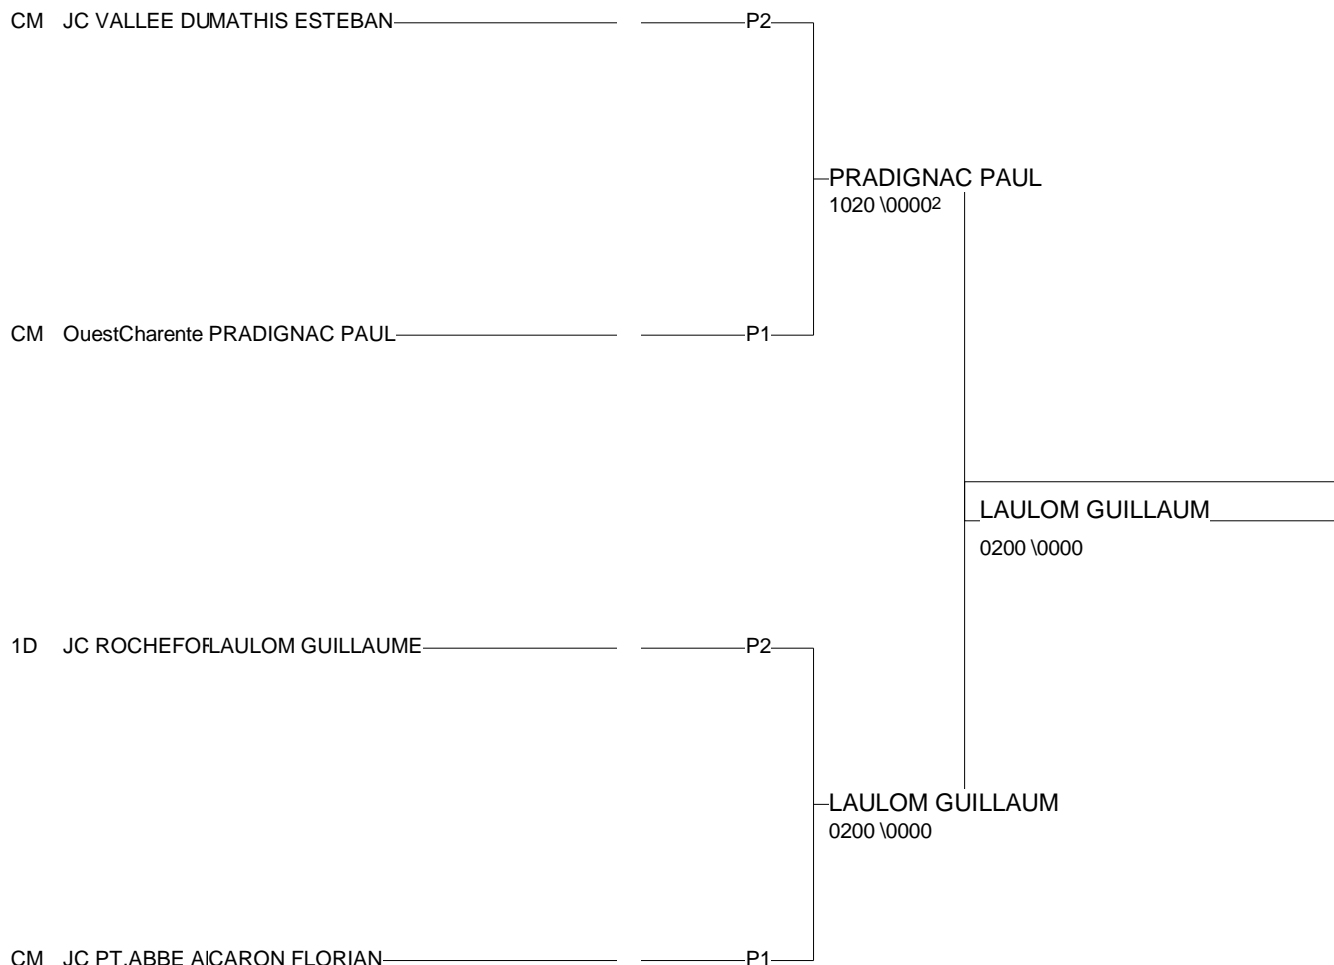 CM JC VALLEE DUMATHIS ESTEBAN P2
PRADIGNAC PAUL
1020 \0000²
CM OuestCharente PRADIGNAC PAUL P1
LAULOM GUILLAUM
0200 \0000
1D JC ROCHEFORLAULOM GUILLAUME P2
LAULOM GUILLAUM
0200 \0000
CM JC PT.ABBE AICARON FLORIAN P1